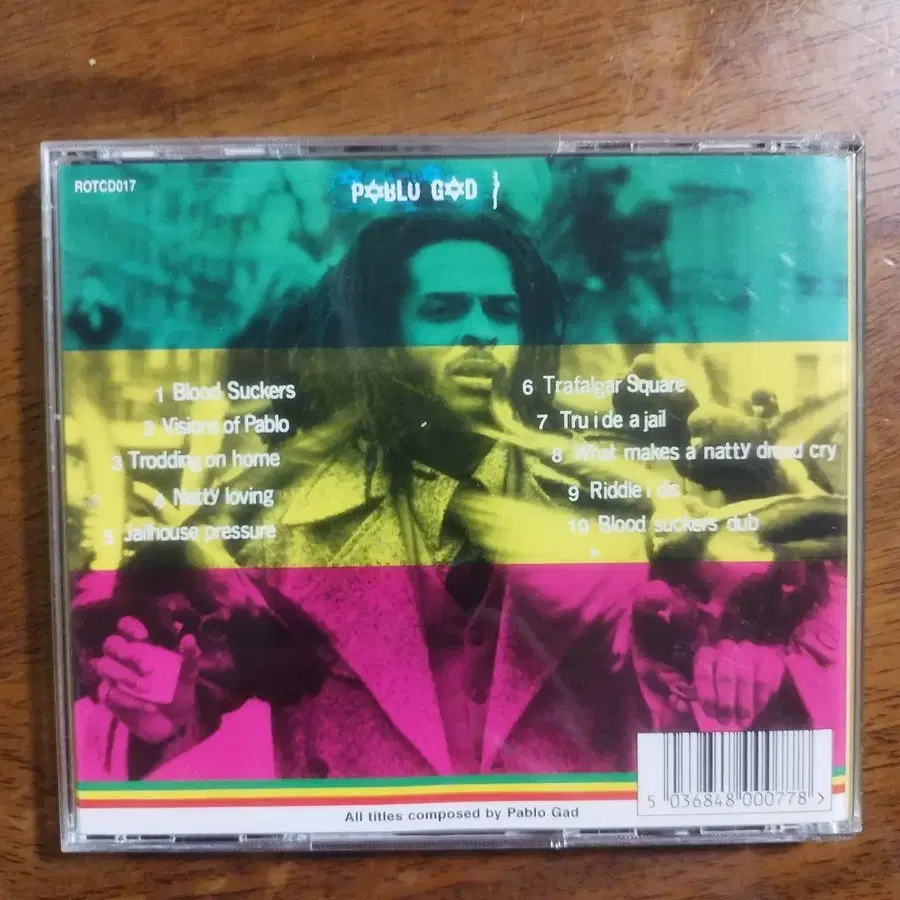 ROTCD017
PABLO GAD
1 Blood Suckers
2 Visions of Pablo
3 Trodding on home
4 Natty loving
5 Jailhouse pressure
6 Trafalgar Square
7 Tru i de a jail
8 What makes a natty dread cry
9 Riddle i dis
10 Blood suckers dub
5 036848 000778 >
All titles composed by Pablo Gad